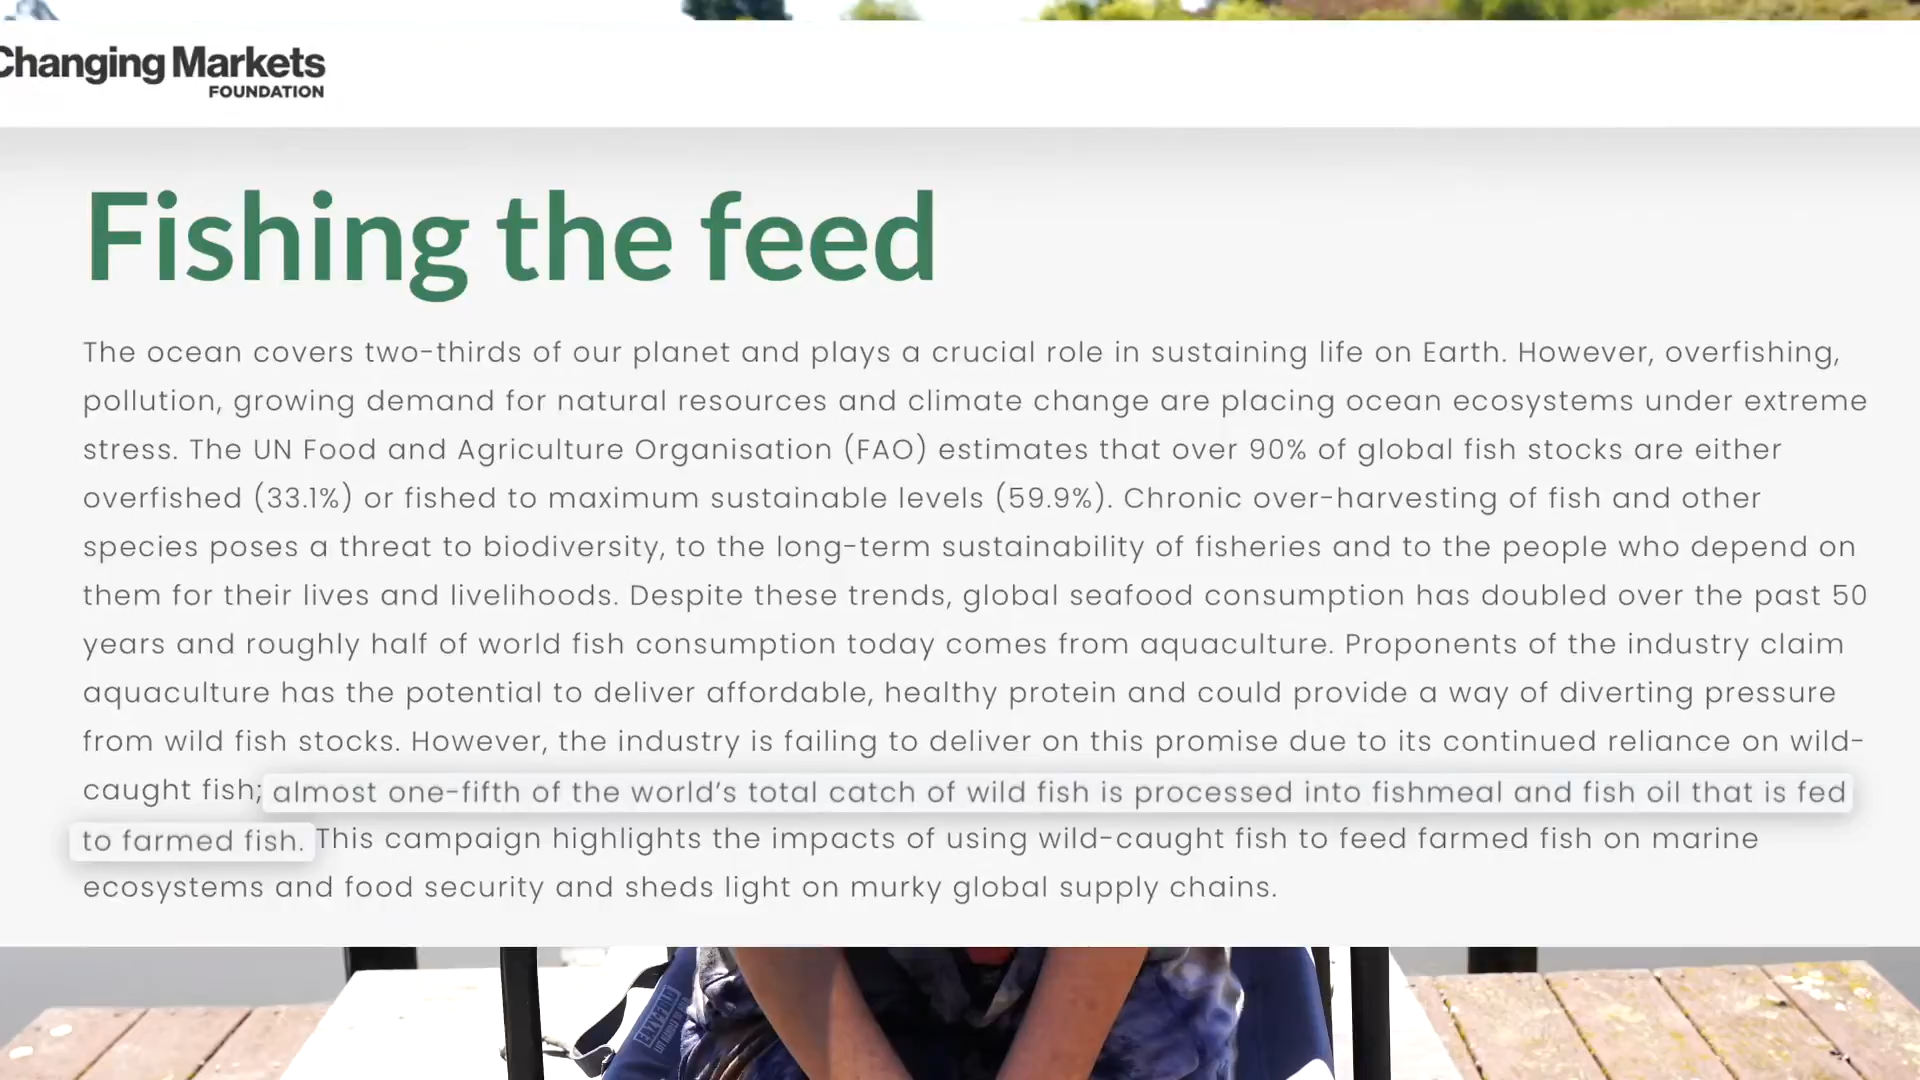 Changing Markets
FOUNDATION
Fishing the feed
The ocean covers two-thirds of our planet and plays a crucial role in sustaining life on Earth. However, overfishing,
pollution, growing demand for natural resources and climate change are placing ocean ecosystems under extreme
stress. The UN Food and Agriculture Organisation (FAO) estimates that over 90% of global fish stocks are either
overfished (33.1%) or fished to maximum sustainable levels (59.9%). Chronic over-harvesting of fish and other
species poses a threat to biodiversity, to the long-term sustainability of fisheries and to the people who depend on
them for their lives and livelihoods. Despite these trends, global seafood consumption has doubled over the past 50
years and roughly half of world fish consumption today comes from aquaculture. Proponents of the industry claim
aquaculture has the potential to deliver affordable, healthy protein and could provide a way of diverting pressure
from wild fish stocks. However, the industry is failing to deliver on this promise due to its continued reliance on wild-
caught fish; almost one-fifth of the world's total catch of wild fish is processed into fishmeal and fish oil that is fed
to farmed fish. This campaign highlights the impacts of using wild-caught fish to feed farmed fish on marine
ecosystems and food security and sheds light on murky global supply chains.